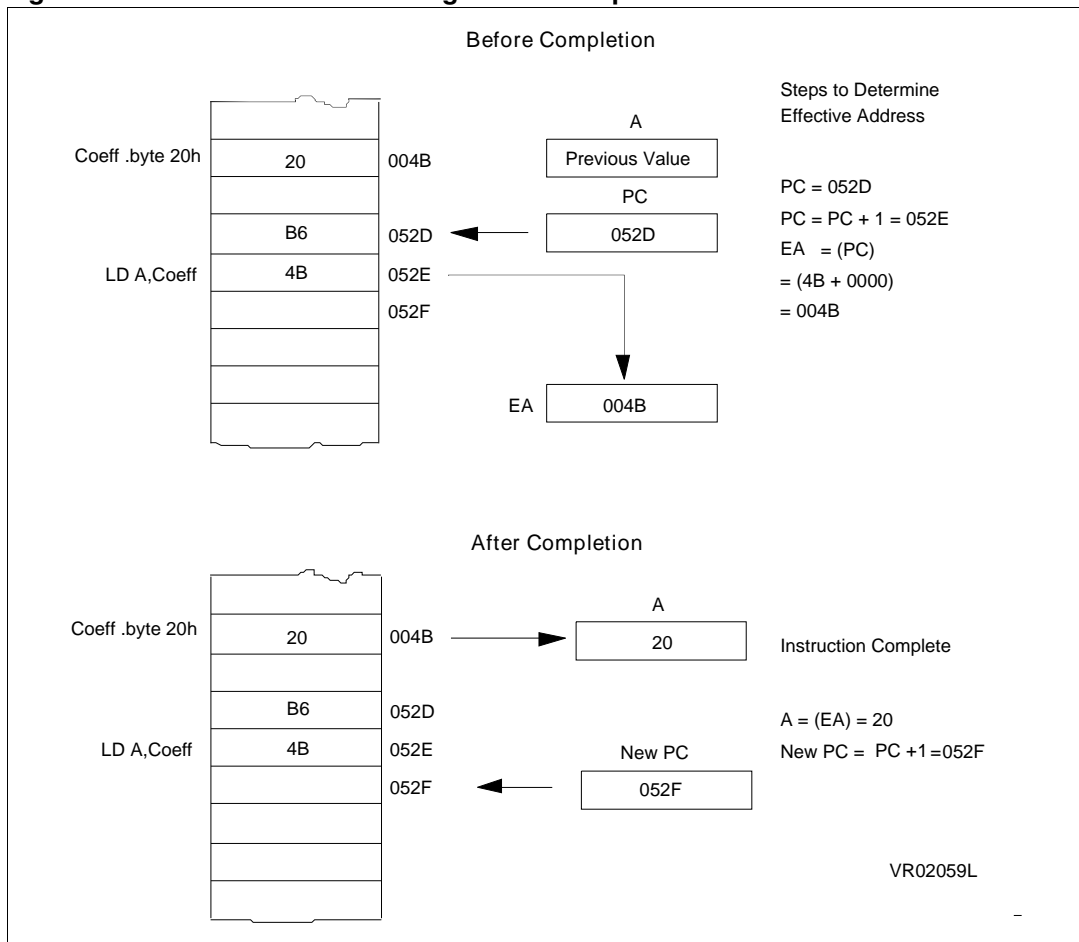 Before Completion
Steps to Determine
Effective Address
A
Coeff .byte 20h
20
004B
Previous Value
PC
PC = 052D
B6
052D
052D
PC = PC + 1 = 052E
EA = (PC)
LD A,Coeff
4B
052E
= (4B + 0000)
052F
= 004B
EA
004B
After Completion
A
Coeff .byte 20h
20
004B
20
Instruction Complete
B6
052D
A = (EA) = 20
LD A,Coeff
4B
052E
New PC
New PC = PC +1=052F
052F
052F
VR02059L